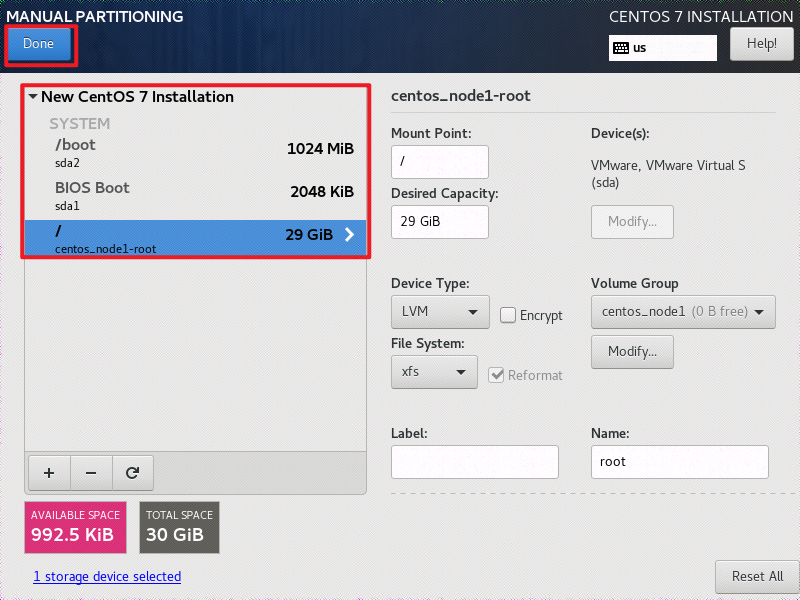 MANUAL PARTITIONING
CENTOS 7 INSTALLATION
Done
us
Help!
New CentOS 7 Installation
SYSTEM
/boot
1024 MiB
sda2
BIOS Boot
2048 KiB
sda1
/
29 GiB
centos_node1-root
+
−
AVAILABLE SPACE
992.5 KiB
TOTAL SPACE
30 GiB
1 storage device selected
centos_node1-root
Mount Point:
/
Desired Capacity:
29 GiB
Device(s):
VMware, VMware Virtual S
(sda)
Modify...
Device Type:
LVM
Encrypt
Volume Group
centos_node1 (0 B free)
File System:
xfs
Reformat
Modify...
Label:
Name:
root
Reset All